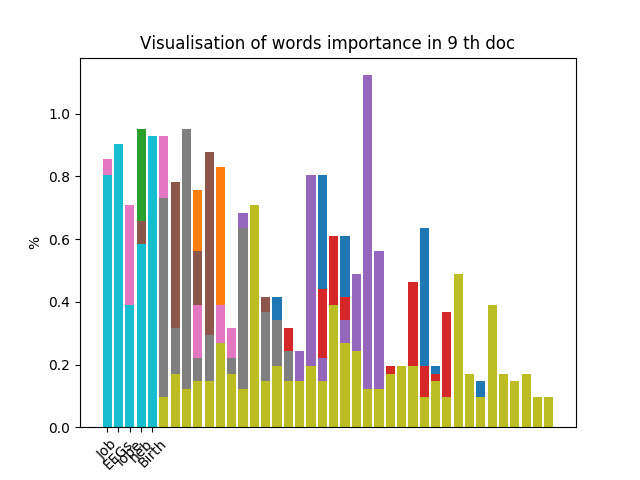 Visualisation of words importance in 9 th doc
%
1.0
0.8
0.6
0.4
0.2
0.0
Job
EEGs
lobe
neb
Birth